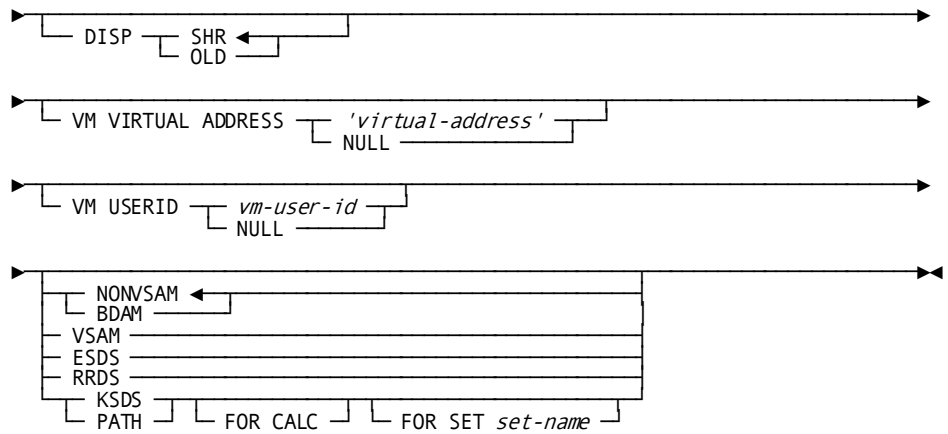 DISP SHR
OLD
VM VIRTUAL ADDRESS 'virtual-address'
NULL
VM USERID vm-user-id
NULL
NONVSAM
BDAM
VSAM
ESDS
RRDS
KSDS
PATH FOR CALC FOR SET set-name